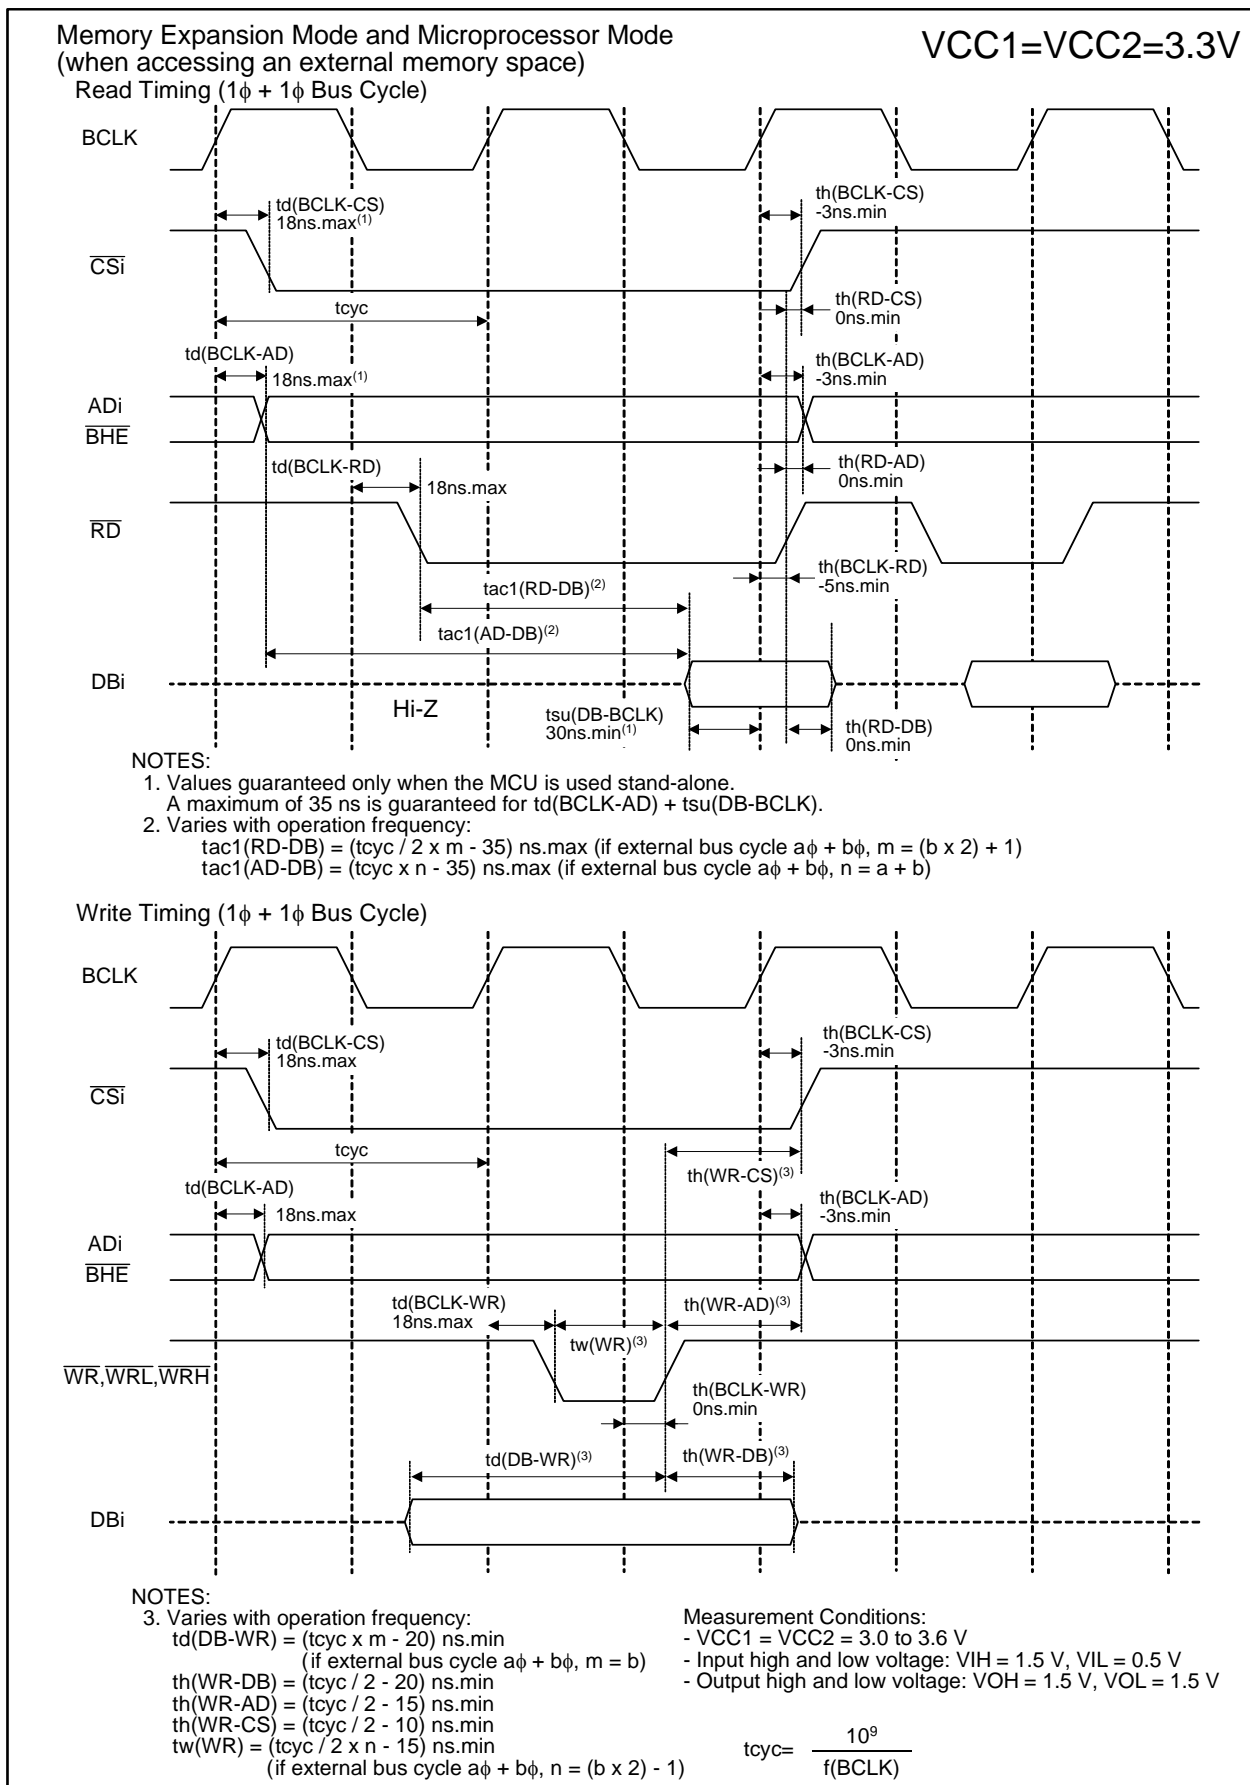 Memory Expansion Mode and Microprocessor Mode
(when accessing an external memory space)
VCC1=VCC2=3.3V
Read Timing (1ϕ + 1ϕ Bus Cycle)
BCLK
td(BCLK-CS)
18ns.max(1)
th(BCLK-CS)
-3ns.min
CSi
tcyc
th(RD-CS)
0ns.min
td(BCLK-AD)
18ns.max(1)
th(BCLK-AD)
-3ns.min
ADi
BHE
td(BCLK-RD)
18ns.max
th(RD-AD)
0ns.min
RD
th(BCLK-RD)
-5ns.min
tac1(RD-DB)(2)
tac1(AD-DB)(2)
DBi
Hi-Z
tsu(DB-BCLK)
30ns.min(1)
th(RD-DB)
0ns.min
NOTES:
1. Values guaranteed only when the MCU is used stand-alone.
A maximum of 35 ns is guaranteed for td(BCLK-AD) + tsu(DB-BCLK).
2. Varies with operation frequency:
tac1(RD-DB) = (tcyc / 2 x m - 35) ns.max (if external bus cycle aϕ + bϕ, m = (b x 2) + 1)
tac1(AD-DB) = (tcyc x n - 35) ns.max (if external bus cycle aϕ + bϕ, n = a + b)
Write Timing (1ϕ + 1ϕ Bus Cycle)
BCLK
td(BCLK-CS)
18ns.max
th(BCLK-CS)
-3ns.min
CSi
tcyc
th(WR-CS)(3)
td(BCLK-AD)
18ns.max
th(BCLK-AD)
-3ns.min
ADi
BHE
td(BCLK-WR)
18ns.max
tw(WR)(3)
th(WR-AD)(3)
WR,WRL,WRH
th(BCLK-WR)
0ns.min
td(DB-WR)(3)
th(WR-DB)(3)
DBi
NOTES:
3. Varies with operation frequency:
td(DB-WR) = (tcyc x m - 20) ns.min
(if external bus cycle aϕ + bϕ, m = b)
th(WR-DB) = (tcyc / 2 - 20) ns.min
th(WR-AD) = (tcyc / 2 - 15) ns.min
th(WR-CS) = (tcyc / 2 - 10) ns.min
tw(WR) = (tcyc / 2 x n - 15) ns.min
(if external bus cycle aϕ + bϕ, n = (b x 2) - 1)
Measurement Conditions:
- VCC1 = VCC2 = 3.0 to 3.6 V
- Input high and low voltage: VIH = 1.5 V, VIL = 0.5 V
- Output high and low voltage: VOH = 1.5 V, VOL = 1.5 V
tcyc= 10⁹
f(BCLK)